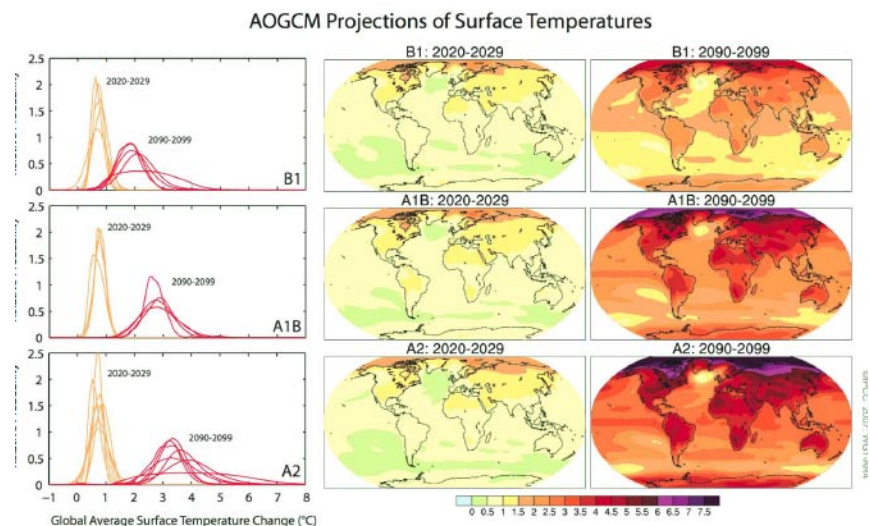 AOGCM Projections of Surface Temperatures
2.5
2
1.5
1
0.5
0
2020-2029
2090-2099
B1
B1: 2020-2029
B1: 2090-2099
2.5
2
1.5
1
0.5
0
2020-2029
2090-2099
A1B
A1B: 2020-2029
A1B: 2090-2099
2.5
2
1.5
1
0.5
0
2020-2029
2090-2099
A2
A2: 2020-2029
A2: 2090-2099
−1 0 1 2 3 4 5 6 7 8
Global Average Surface Temperature Change (°C)
0 0.5 1 1.5 2 2.5 3 3.5 4 4.5 5 5.5 6 6.5 7 7.5